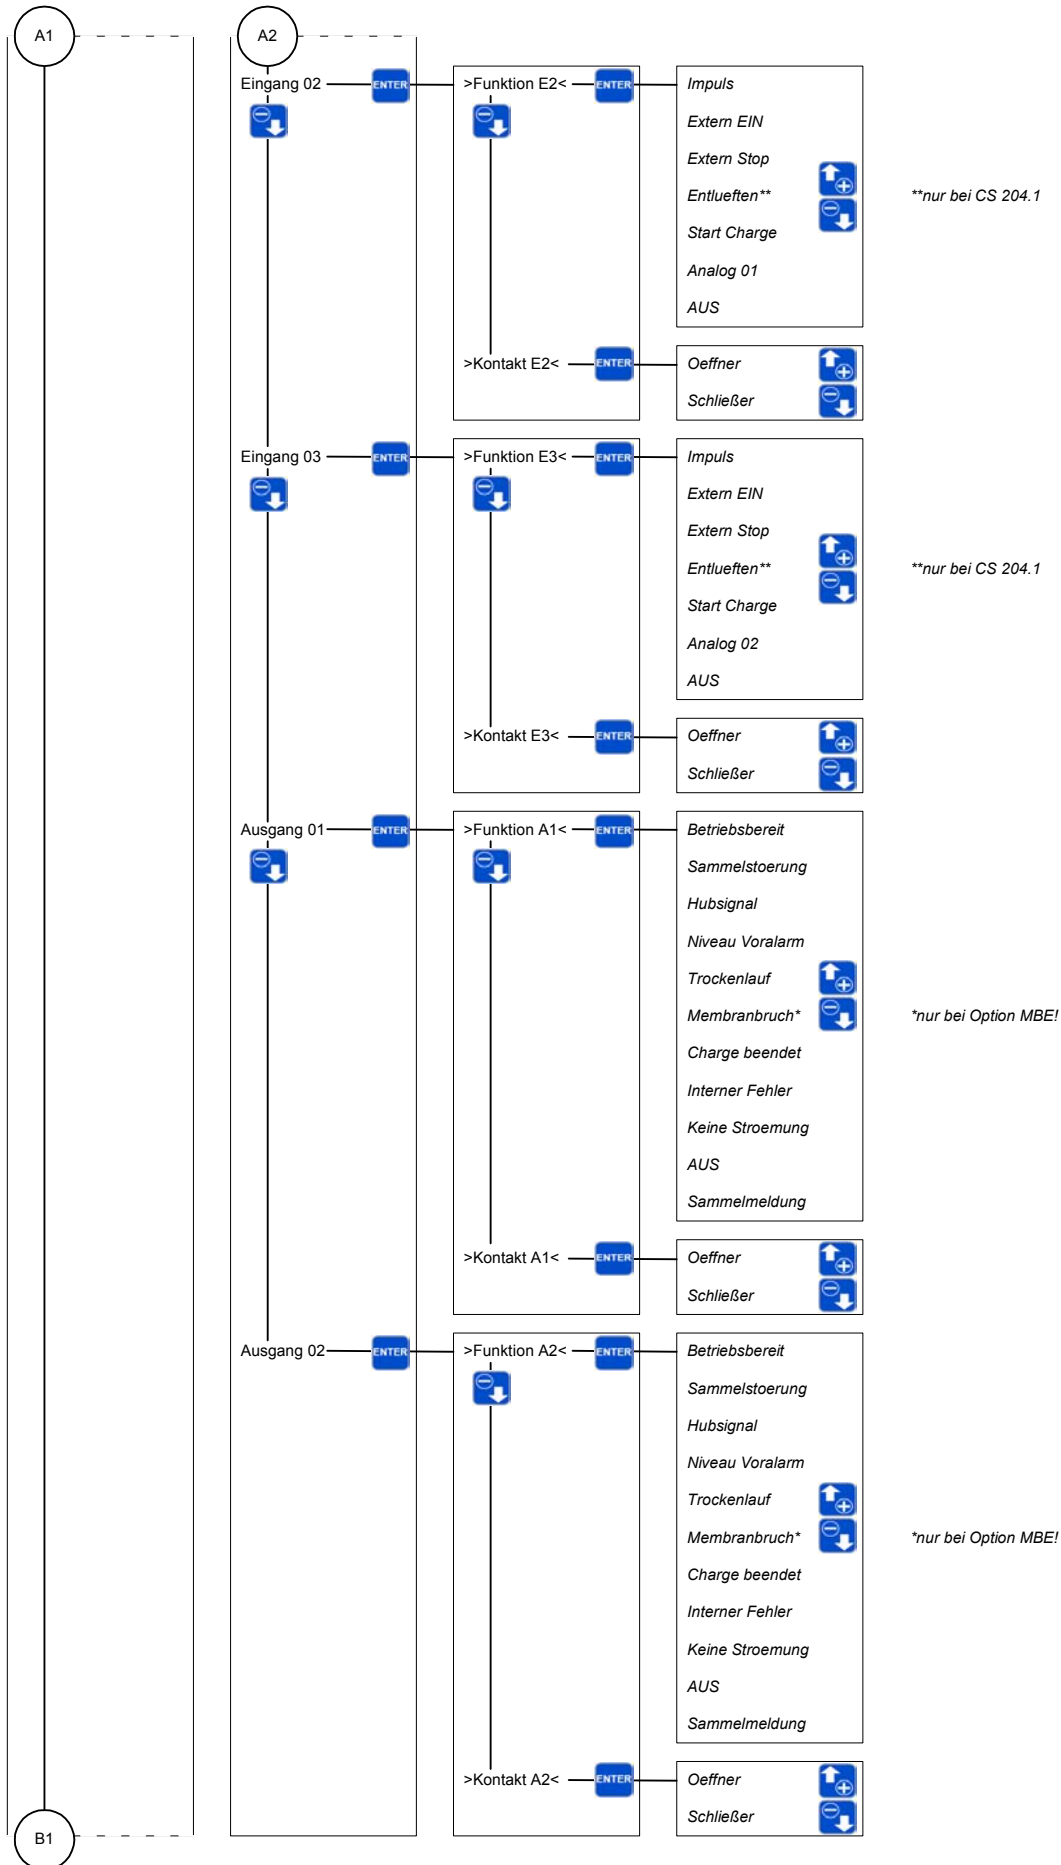 A1
A2
Eingang 02 ENTER >Funktion E2< ENTER Impuls
Extern EIN
Extern Stop
Entlueften** **nur bei CS 204.1
Start Charge
Analog 01
AUS
>Kontakt E2< ENTER Oeffner
Schließer
Eingang 03 ENTER >Funktion E3< ENTER Impuls
Extern EIN
Extern Stop
Entlueften** **nur bei CS 204.1
Start Charge
Analog 02
AUS
>Kontakt E3< ENTER Oeffner
Schließer
Ausgang 01 ENTER >Funktion A1< ENTER Betriebsbereit
Sammelstoerung
Hubsignal
Niveau Voralarm
Trockenlauf
Membranbruch* *nur bei Option MBE!
Charge beendet
Interner Fehler
Keine Stroemung
AUS
Sammelmeldung
>Kontakt A1< ENTER Oeffner
Schließer
Ausgang 02 ENTER >Funktion A2< ENTER Betriebsbereit
Sammelstoerung
Hubsignal
Niveau Voralarm
Trockenlauf
Membranbruch* *nur bei Option MBE!
Charge beendet
Interner Fehler
Keine Stroemung
AUS
Sammelmeldung
>Kontakt A2< ENTER Oeffner
Schließer
B1